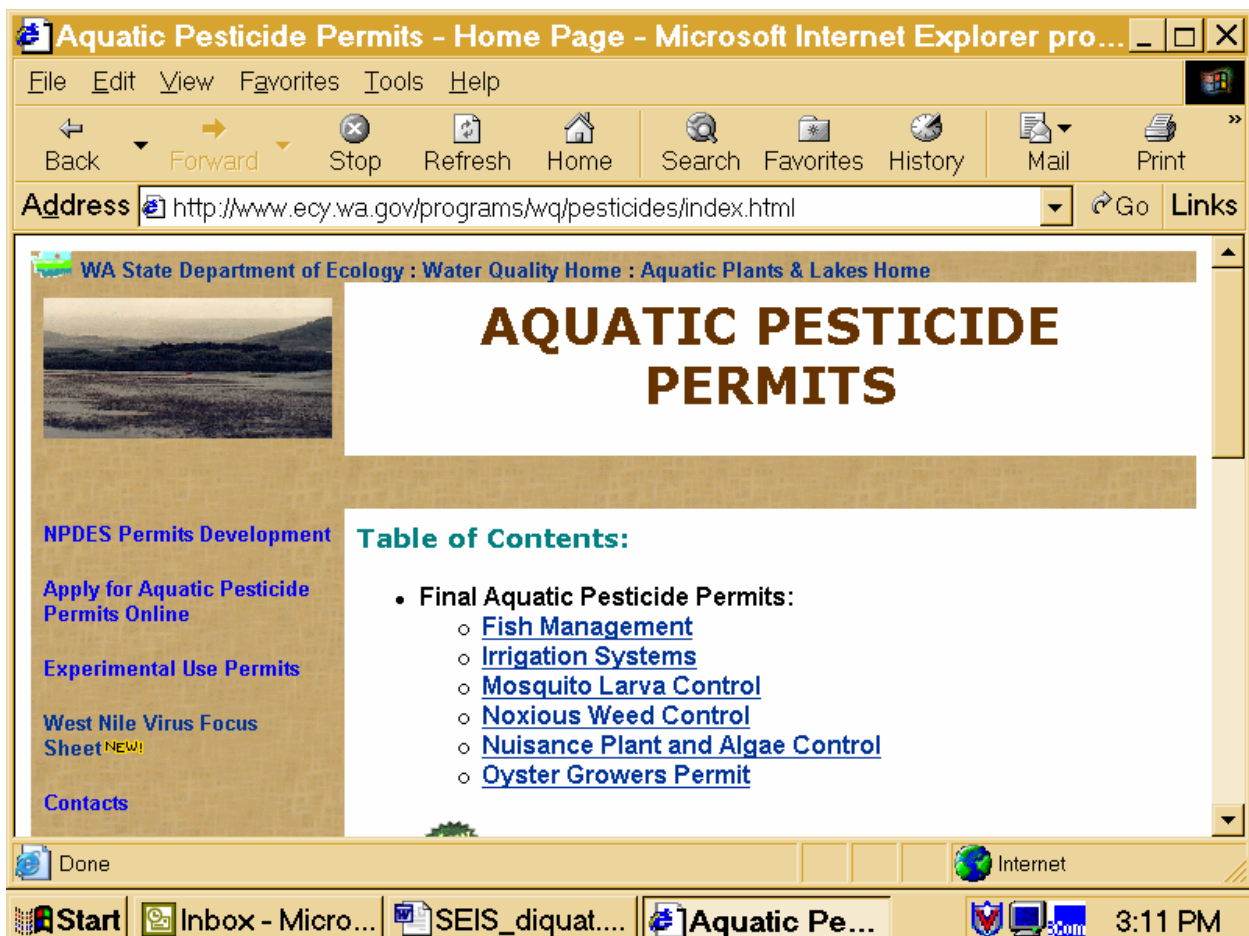 Aquatic Pesticide Permits - Home Page - Microsoft Internet Explorer pro...
File Edit View Favorites Tools Help
Back Forward Stop Refresh Home Search Favorites History Mail Print »
Address http://www.ecy.wa.gov/programs/wq/pesticides/index.html Go Links
WA State Department of Ecology : Water Quality Home : Aquatic Plants & Lakes Home
AQUATIC PESTICIDE
PERMITS
NPDES Permits Development
Apply for Aquatic Pesticide
Permits Online
Experimental Use Permits
West Nile Virus Focus
Sheet NEW!
Contacts
Table of Contents:
• Final Aquatic Pesticide Permits:
○ Fish Management
○ Irrigation Systems
○ Mosquito Larva Control
○ Noxious Weed Control
○ Nuisance Plant and Algae Control
○ Oyster Growers Permit
Done Internet
Start Inbox - Micro... SEIS_diquat.... Aquatic Pe... 3com 3:11 PM